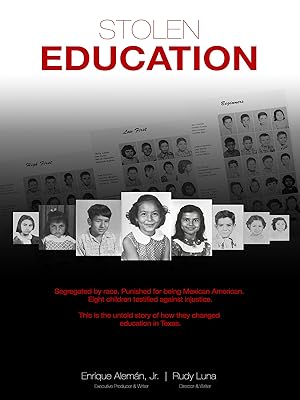 STOLEN
EDUCATION
Beginners
Low First
High First
Segregated by race. Punished for being Mexican American.
Eight children testified against injustice.
This is the untold story of how they changed
education in Texas.
Enrique Alemán, Jr. | Rudy Luna
Executive Producer & Writer Director & Writer